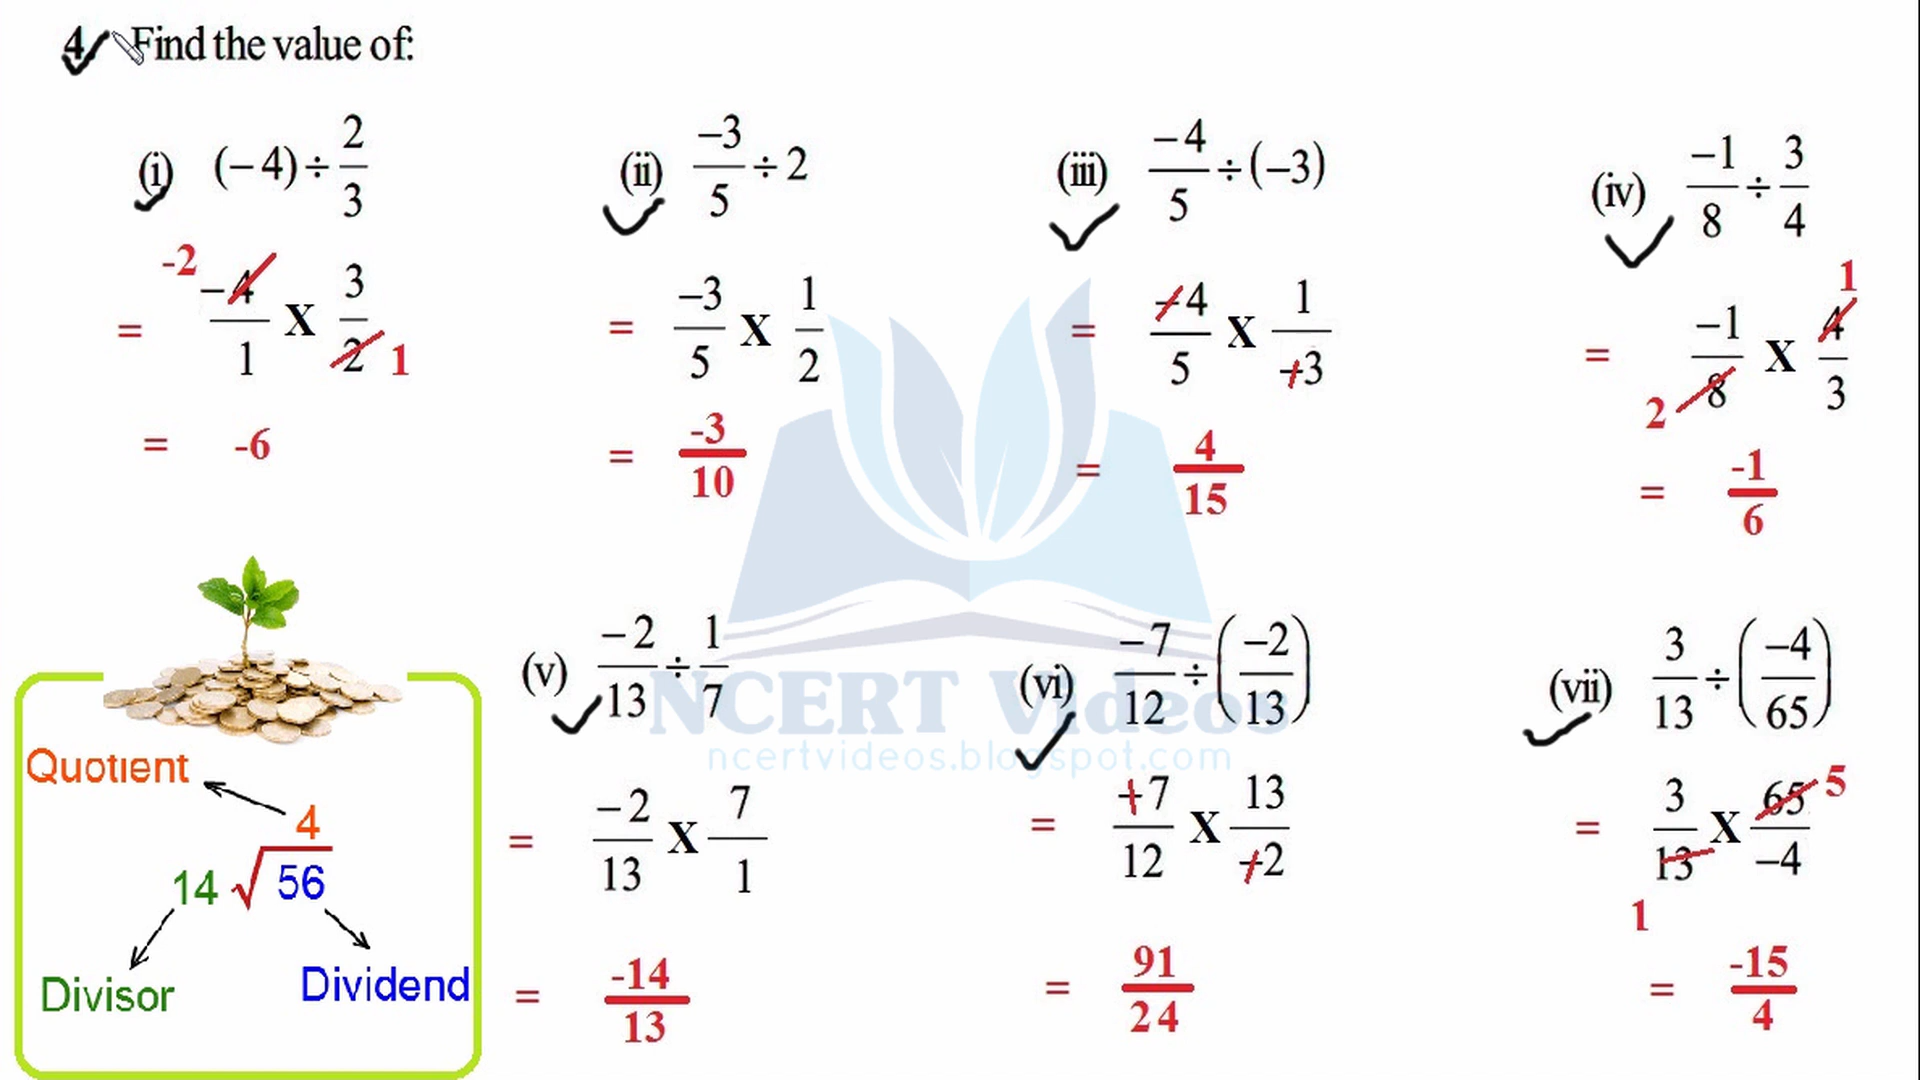 4. Find the value of:
(i) (−4) ÷ 2/3
(ii) −3/5 ÷ 2
(iii) −4/5 ÷ (−3)
(iv) −1/8 ÷ 3/4
= -2 −4/1 X 3/2 1
= −3/5 X 1/2
= −4/5 X 1/−3
= −1/8 2 X 4/3 1
= -6
= -3/10
= 4/15
= -1/6
(v) −2/13 ÷ 1/7
(vi) −7/12 ÷ (−2/13)
(vii) 3/13 ÷ (−4/65)
= −2/13 X 7/1
= −7/12 X 13/−2
= 3/13 1 X 65/−4 5
= -14/13
= 91/24
= -15/4
Quotient
4
14 √56
Divisor
Dividend
NCERT Videos
ncertvideos.blogspot.com